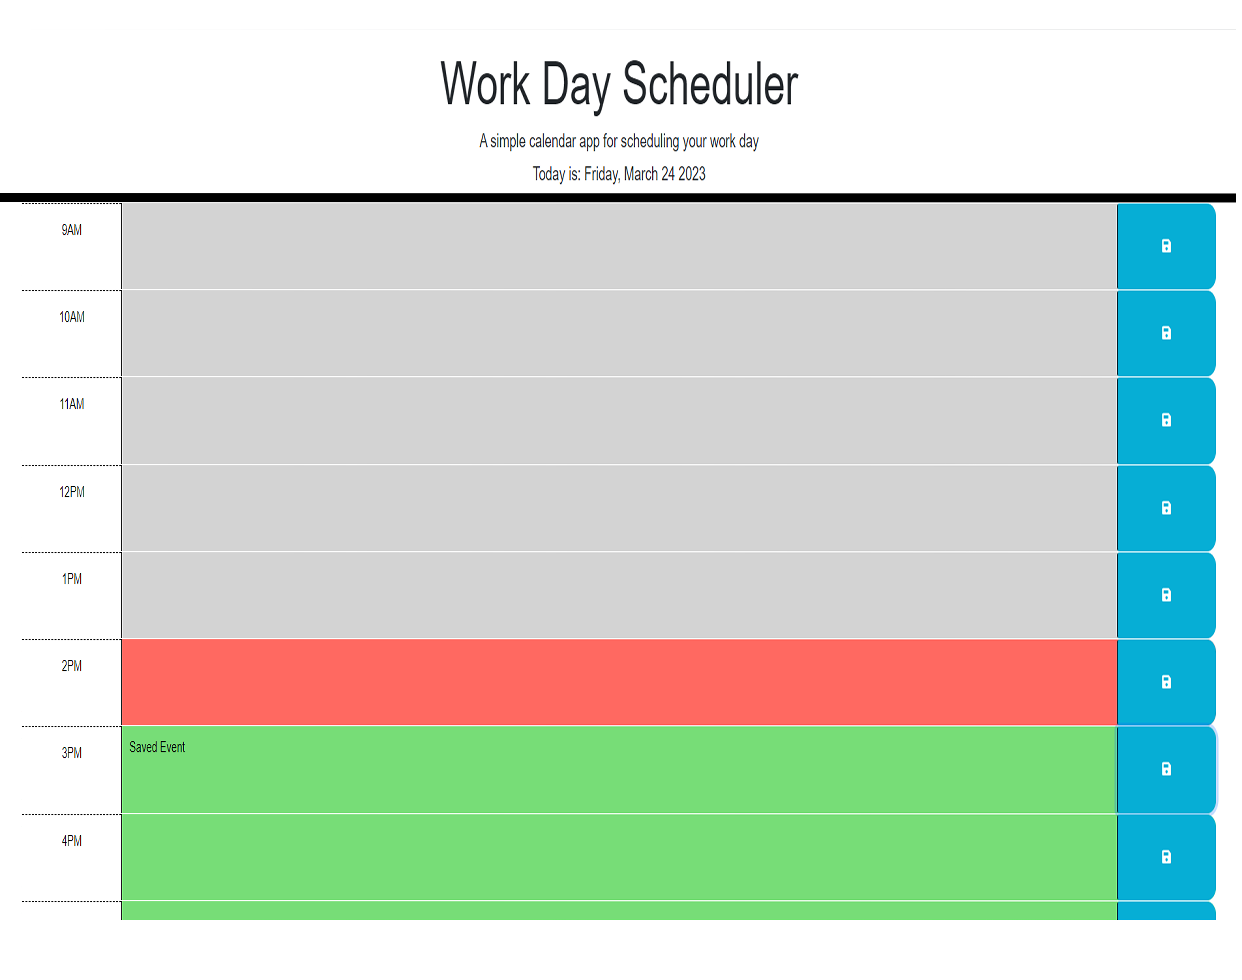 Work Day Scheduler
A simple calendar app for scheduling your work day
Today is: Friday, March 24 2023
9AM
10AM
11AM
12PM
1PM
2PM
3PM
Saved Event
4PM